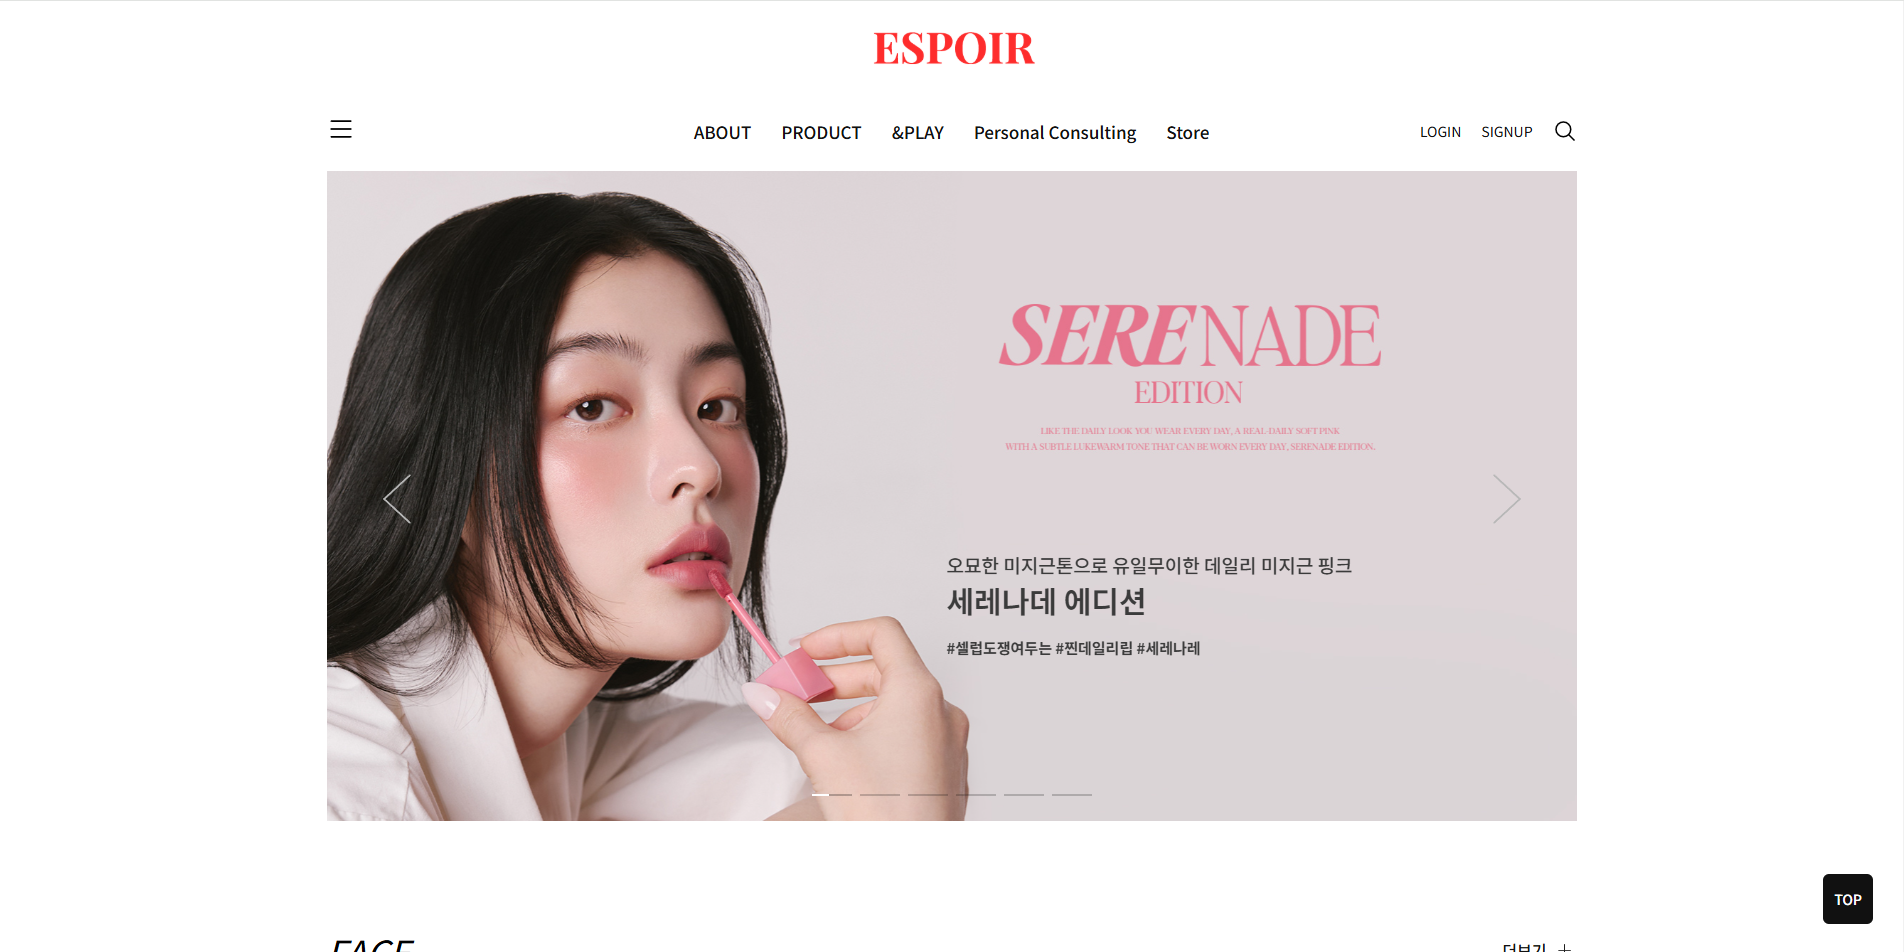 ESPOIR
ABOUT PRODUCT &PLAY Personal Consulting Store
LOGIN SIGNUP
SERENADE
EDITION
LIKE THE DAILY LOOK YOU WEAR EVERY DAY, A REAL-DAILY SOFT PINK
WITH A SUBTLE LUKEWARM TONE THAT CAN BE WORN EVERY DAY, SERENADE EDITION.
오묘한 미지근톤으로 유일무이한 데일리 미지근 핑크
세레나데 에디션
#셀럽도쟁여두는 #찐데일리립 #세레나레
TOP
FACE
더보기